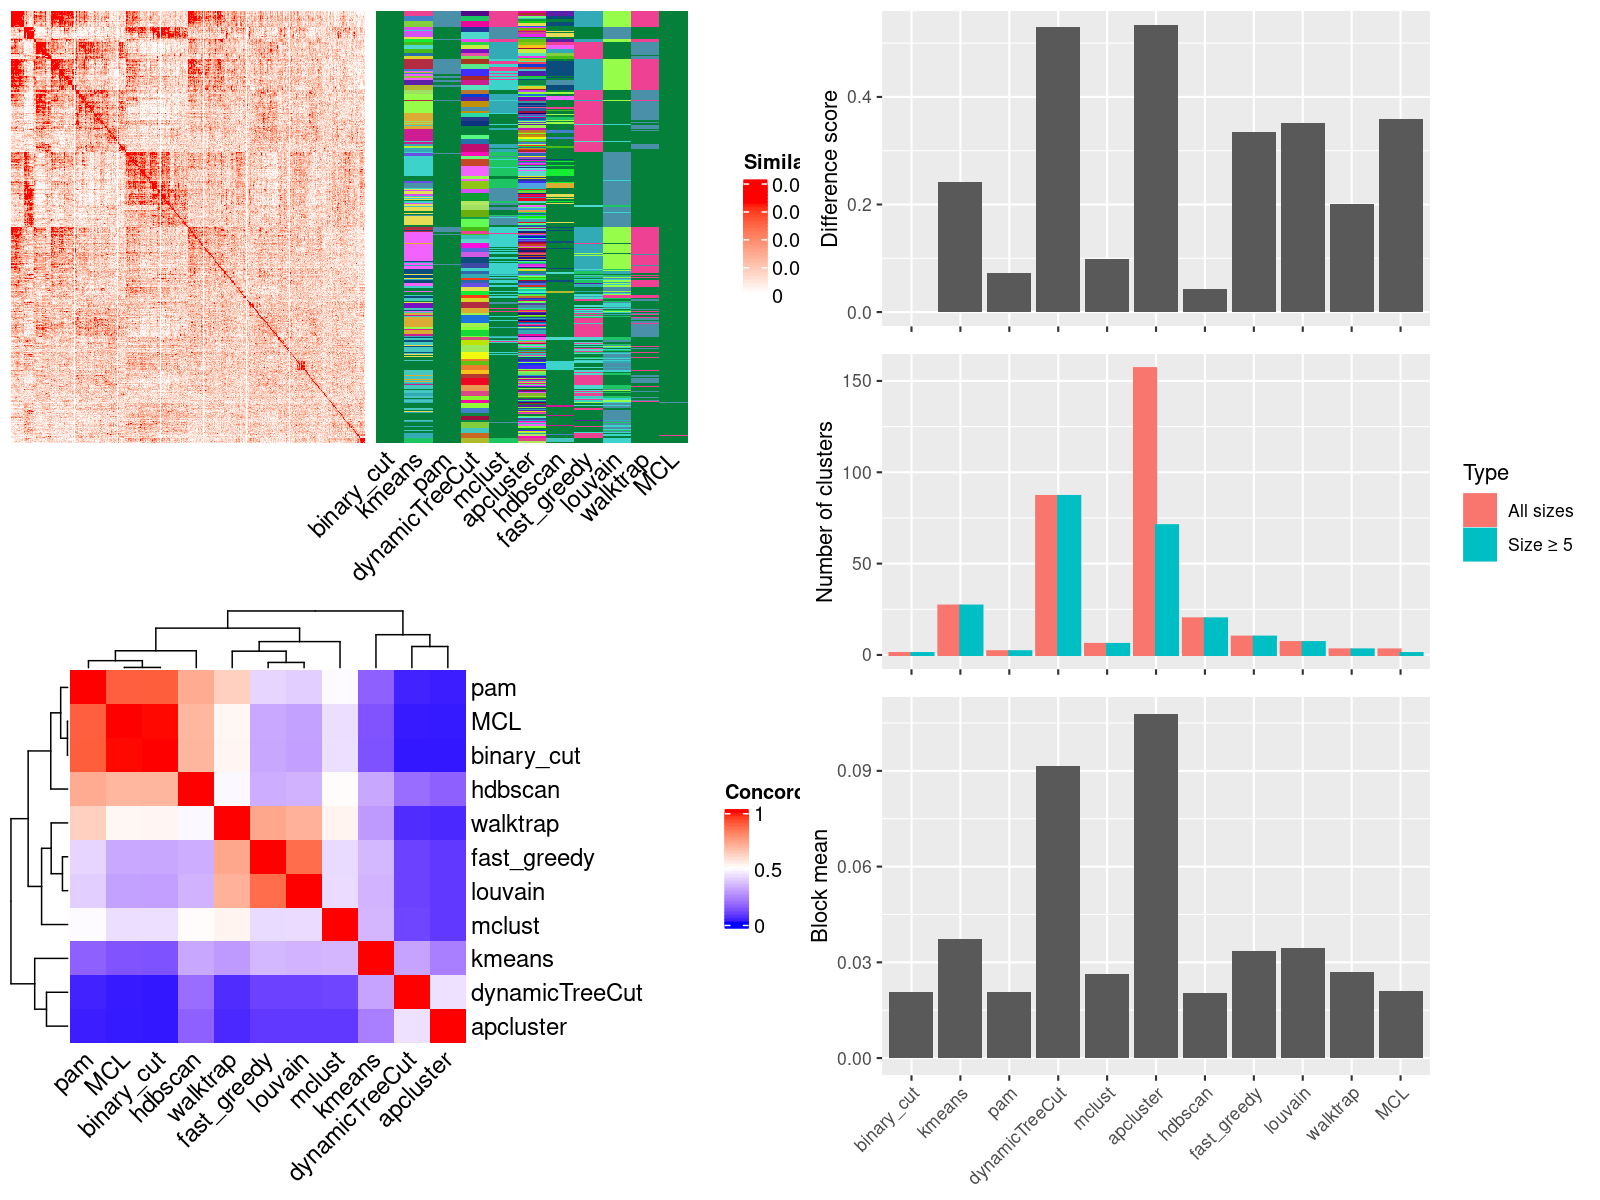 Simila
0.0
0.0
0.0
0.0
0
binary_cut
kmeans
pam
dynamicTreeCut
mclust
apcluster
hdbscan
fast_greedy
louvain
walktrap
MCL
pam
MCL
binary_cut
hdbscan
walktrap
fast_greedy
louvain
mclust
kmeans
dynamicTreeCut
apcluster
pam
MCL
binary_cut
hdbscan
walktrap
fast_greedy
louvain
mclust
kmeans
dynamicTreeCut
apcluster
Concord
1
0.5
0
Difference score
0.4
0.2
0.0
Number of clusters
150
100
50
0
Type
All sizes
Size ≥ 5
Block mean
0.09
0.06
0.03
0.00
binary_cut
kmeans
pam
dynamicTreeCut
mclust
apcluster
hdbscan
fast_greedy
louvain
walktrap
MCL